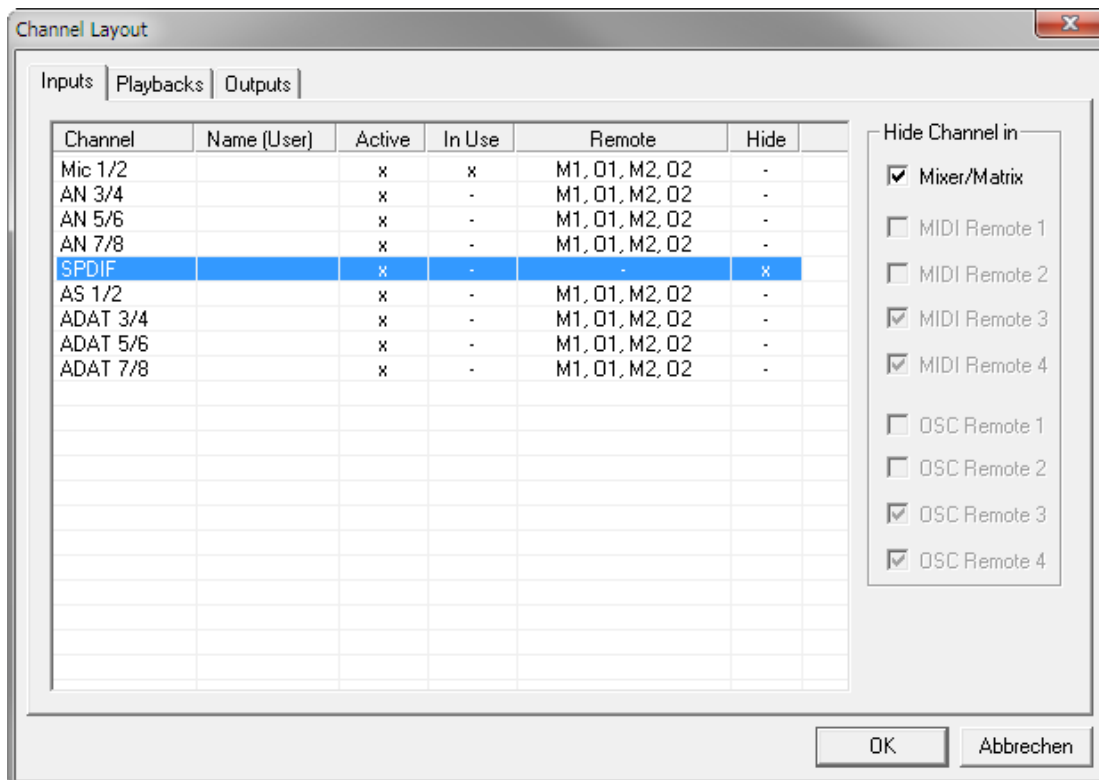 Channel Layout
Inputs Playbacks Outputs
Channel Name (User) Active In Use Remote Hide
Mic 1/2 x x M1, O1, M2, O2 -
AN 3/4 x - M1, O1, M2, O2 -
AN 5/6 x - M1, O1, M2, O2 -
AN 7/8 x - M1, O1, M2, O2 -
SPDIF x - - x
AS 1/2 x - M1, O1, M2, O2 -
ADAT 3/4 x - M1, O1, M2, O2 -
ADAT 5/6 x - M1, O1, M2, O2 -
ADAT 7/8 x - M1, O1, M2, O2 -
Hide Channel in
Mixer/Matrix
MIDI Remote 1
MIDI Remote 2
MIDI Remote 3
MIDI Remote 4
OSC Remote 1
OSC Remote 2
OSC Remote 3
OSC Remote 4
OK Abbrechen